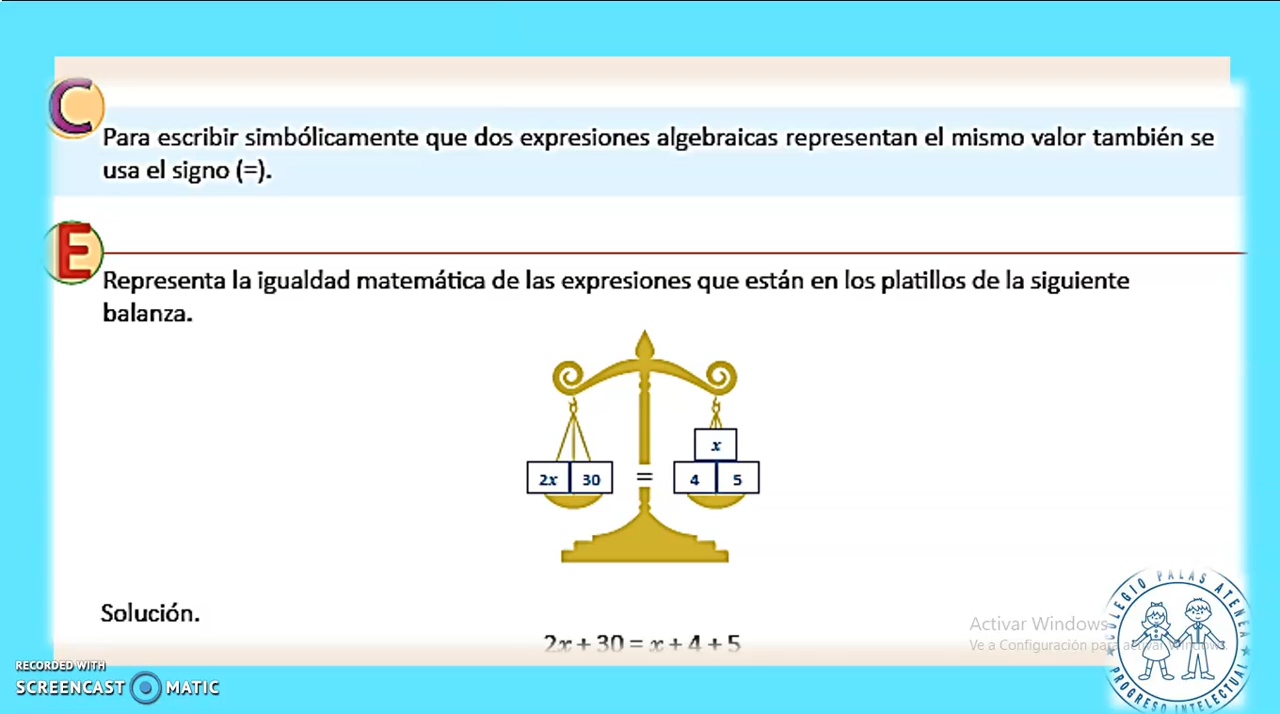 C
Para escribir simbólicamente que dos expresiones algebraicas representan el mismo valor también se
usa el signo (=).
E
Representa la igualdad matemática de las expresiones que están en los platillos de la siguiente
balanza.
x
2x 30 = 4 5
Solución.
2x + 30 = x + 4 + 5
Activar Windows
Ve a Configuración para activar Windows.
COLEGIO PALAS ATENEA
PROGRESO INTELECTUAL
RECORDED WITH
SCREENCAST MATIC